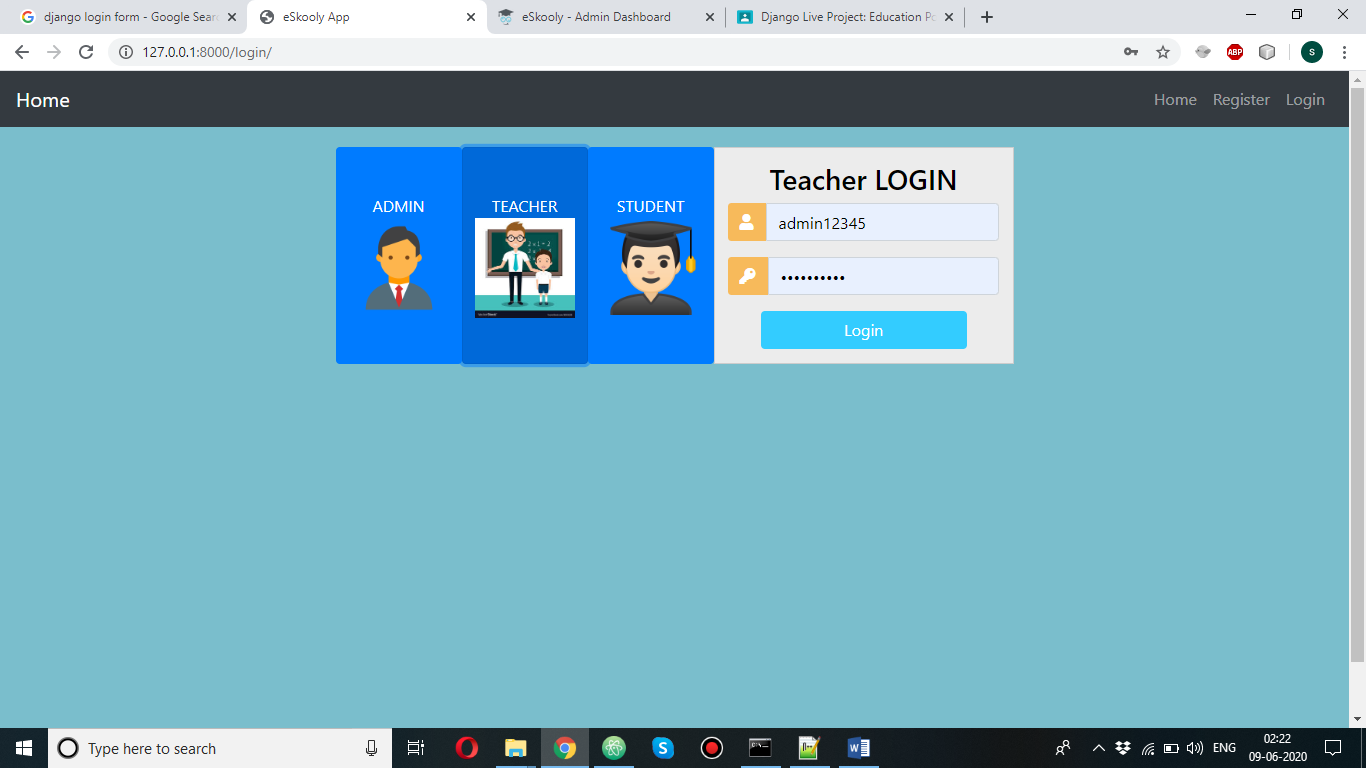 django login form - Google Sear
eSkooly App
eSkooly - Admin Dashboard
Django Live Project: Education Po
127.0.0.1:8000/login/
ABP
S
Home
Home Register Login
ADMIN
TEACHER
STUDENT
Teacher LOGIN
admin12345
••••••••••
Login
Type here to search
ENG
02:22
09-06-2020